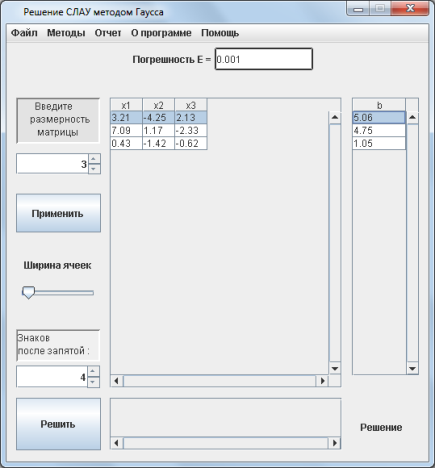 Решение СЛАУ методом Гаусса
Файл Методы Отчет О программе Помощь
Погрешность E = 0.001
Введите
размерность
матрицы
3
Применить
Ширина ячеек
Знаков
после запятой :
4
Решить
x1 x2 x3
3.21 -4.25 2.13
7.09 1.17 -2.33
0.43 -1.42 -0.62
b
5.06
4.75
1.05
Решение